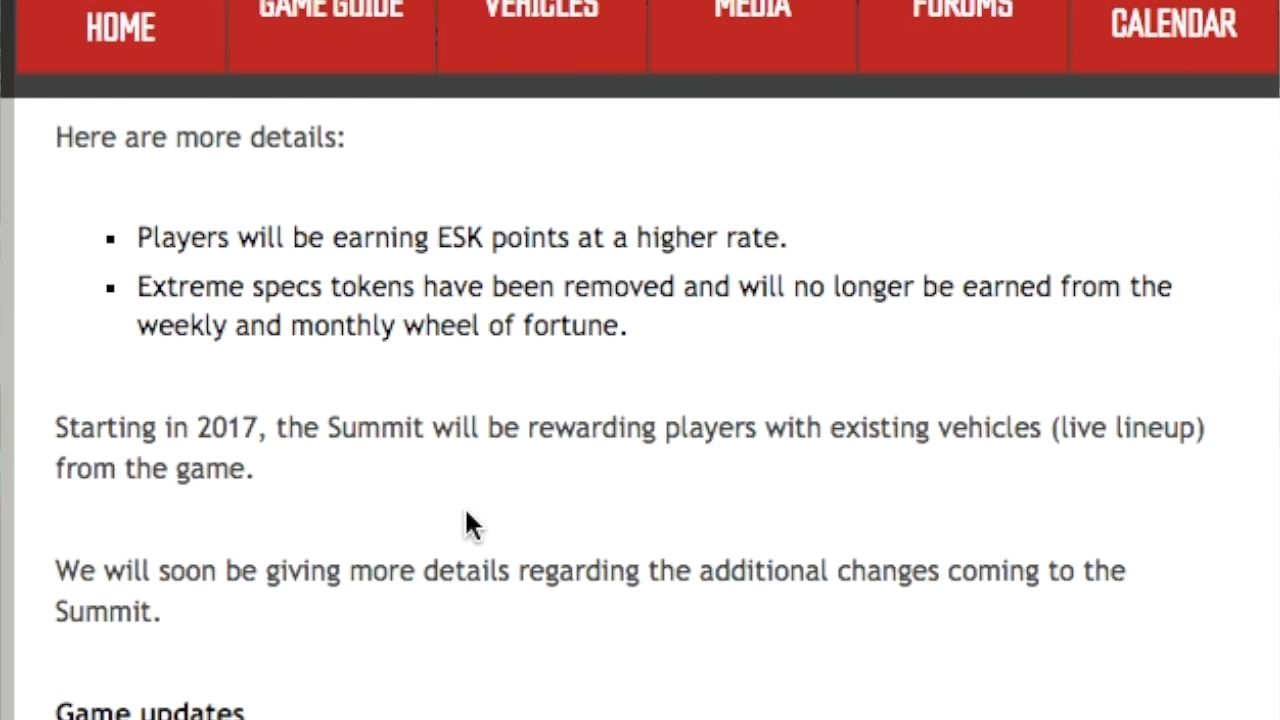 HOME
GAME GUIDE
VEHICLES
MEDIA
FORUMS
CALENDAR
Here are more details:
Players will be earning ESK points at a higher rate.
Extreme specs tokens have been removed and will no longer be earned from the
weekly and monthly wheel of fortune.
Starting in 2017, the Summit will be rewarding players with existing vehicles (live lineup)
from the game.
We will soon be giving more details regarding the additional changes coming to the
Summit.
Game updates